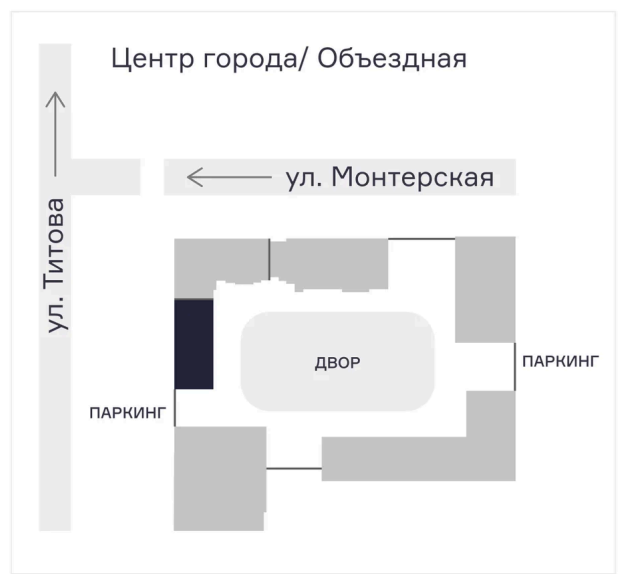 Центр города/ Объездная
ул. Монтерская
ул. Титова
ДВОР
ПАРКИНГ
ПАРКИНГ